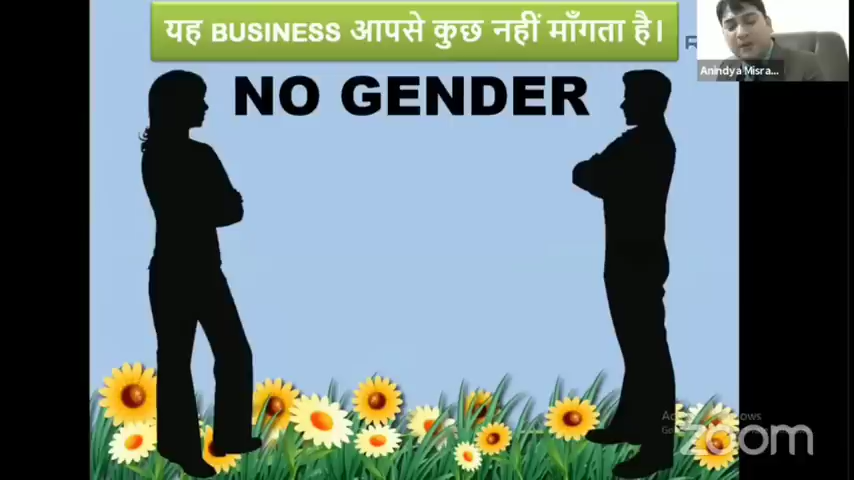 यह BUSINESS आपसे कुछ नहीं माँगता है।
NO GENDER
Anindya Misra...
zoom